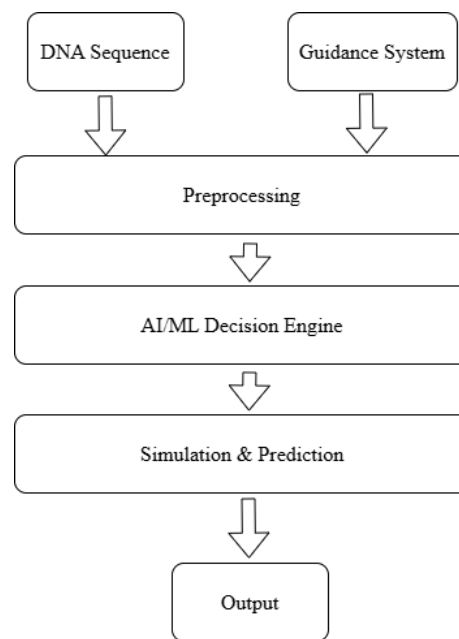 DNA Sequence
Guidance System
Preprocessing
AI/ML Decision Engine
Simulation & Prediction
Output